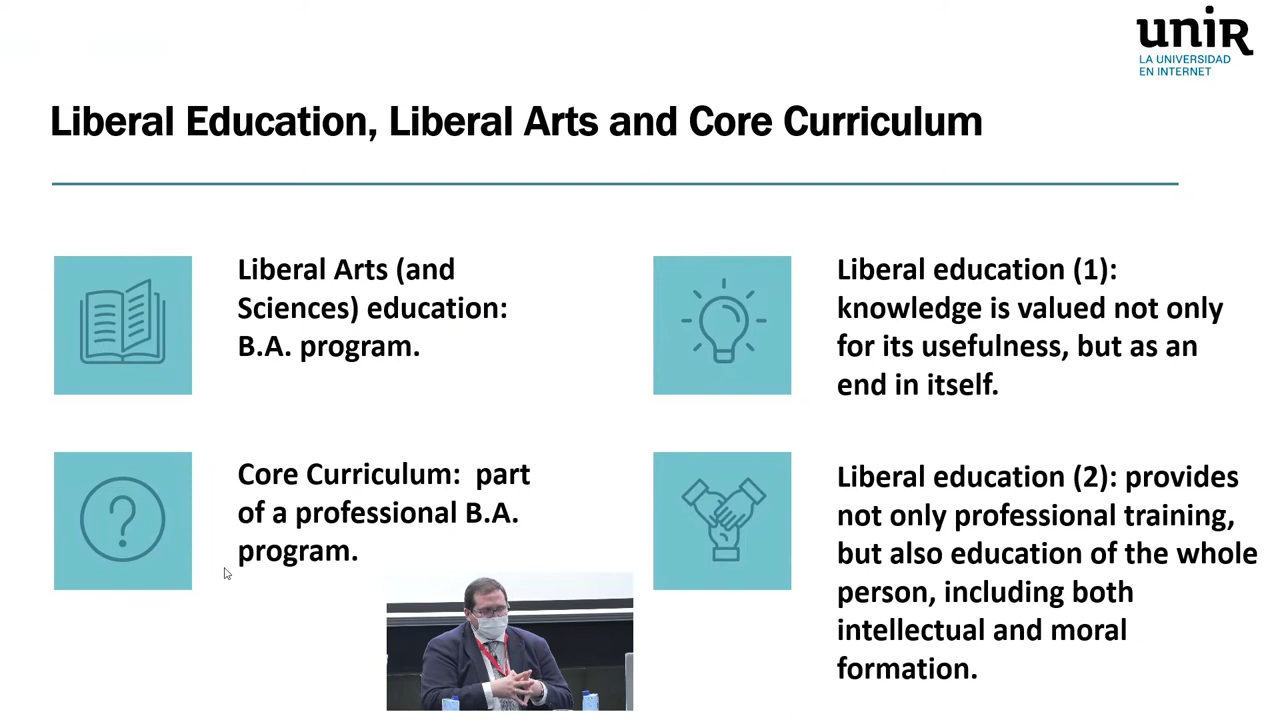 uniR
LA UNIVERSIDAD
EN INTERNET
Liberal Education, Liberal Arts and Core Curriculum
Liberal Arts (and
Sciences) education:
B.A. program.
Liberal education (1):
knowledge is valued not only
for its usefulness, but as an
end in itself.
?
Core Curriculum:  part
of a professional B.A.
program.
Liberal education (2): provides
not only professional training,
but also education of the whole
person, including both
intellectual and moral
formation.